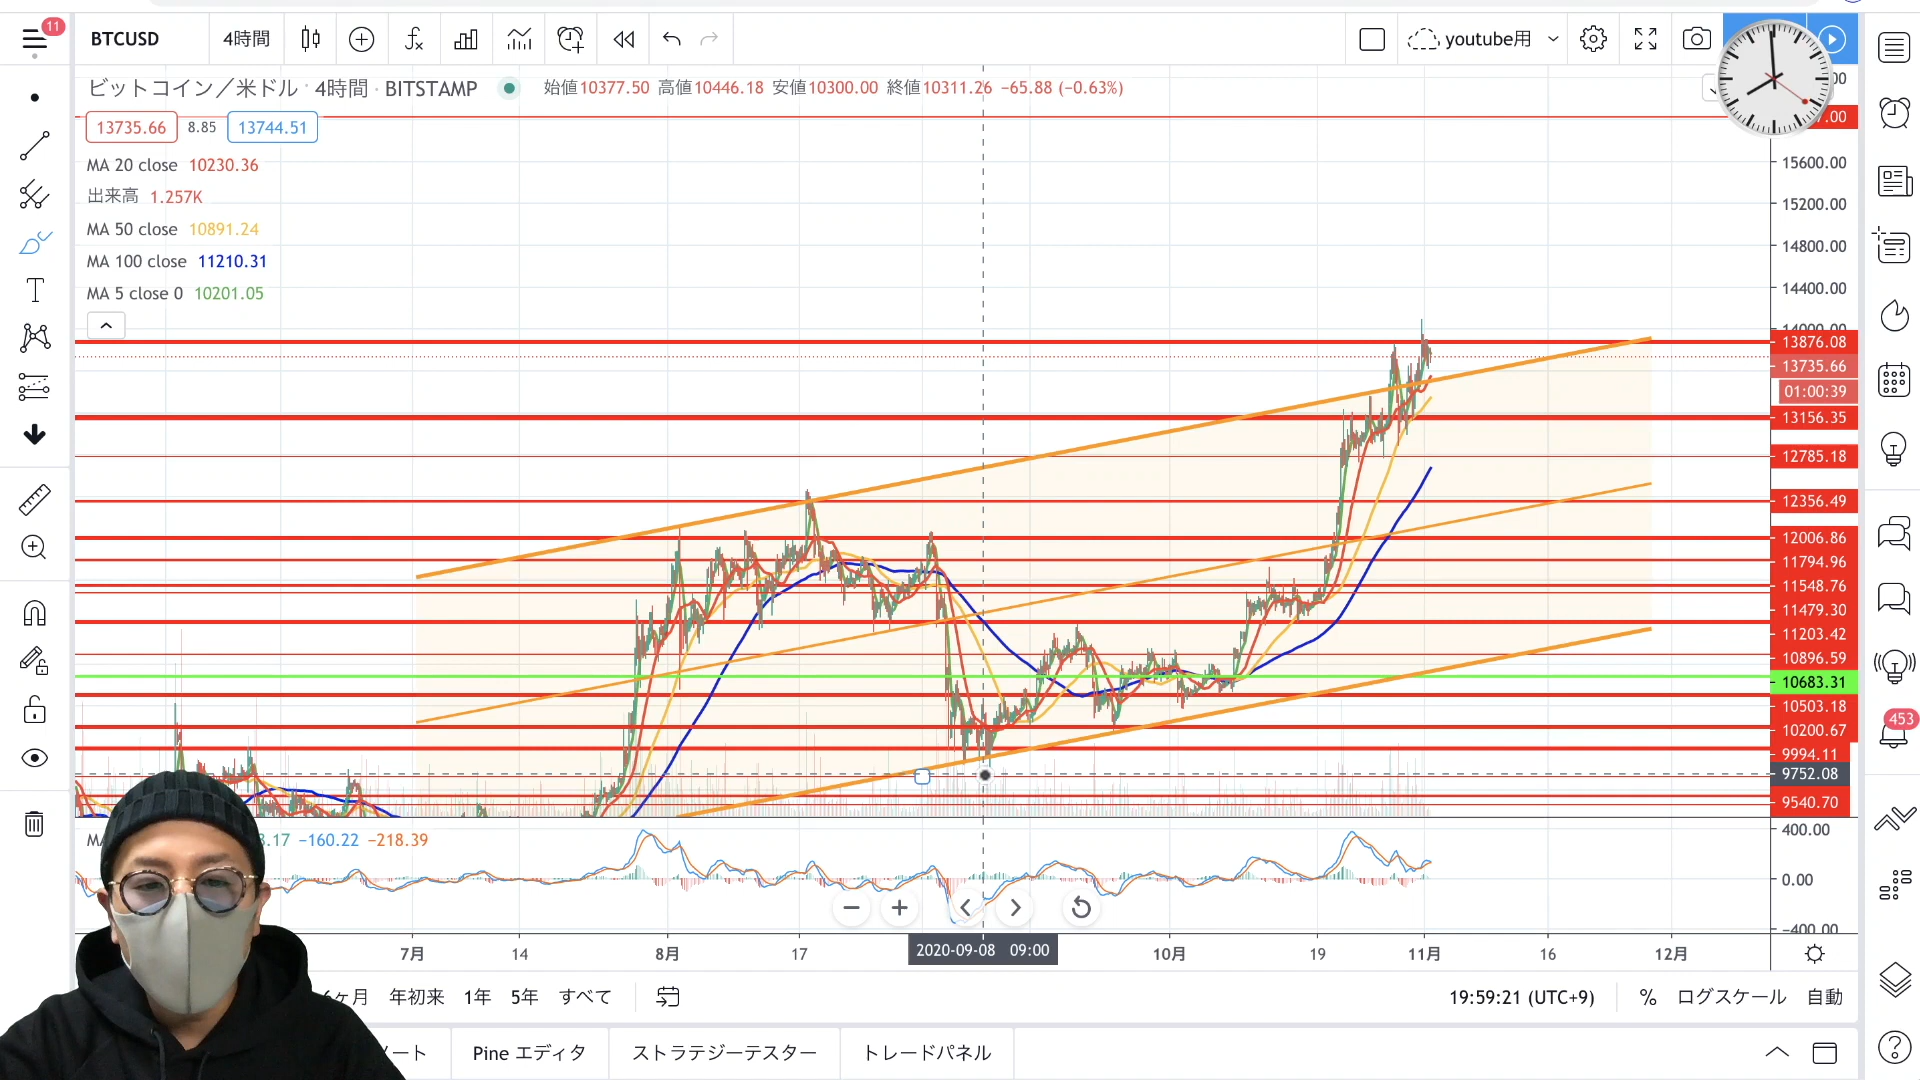 11
BTCUSD
4時間
youtube用
ビットコイン／米ドル · 4時間 · BITSTAMP
始値10377.50 高値10446.18 安値10300.00 終値10311.26 −65.88 (−0.63%)
13735.66 8.85 13744.51
MA 20 close 10230.36
出来高 1.257K
MA 50 close 10891.24
MA 100 close 11210.31
MA 5 close 0 10201.05
15600.00
15200.00
14800.00
14400.00
14000.00
13876.08
13735.66
01:00:39
13156.35
12785.18
12356.49
12006.86
11794.96
11548.76
11479.30
11203.42
10896.59
10683.31
10503.18
10200.67
9994.11
9752.08
9540.70
453
−160.22 −218.39
400.00
0.00
−400.00
7月 14 8月 17 2020-09-08 09:00 10月 19 11月 16 12月
ヶ月 年初来 1年 5年 すべて
19:59:21 (UTC+9) % ログスケール 自動
ート Pine エディタ ストラテジーテスター トレードパネル